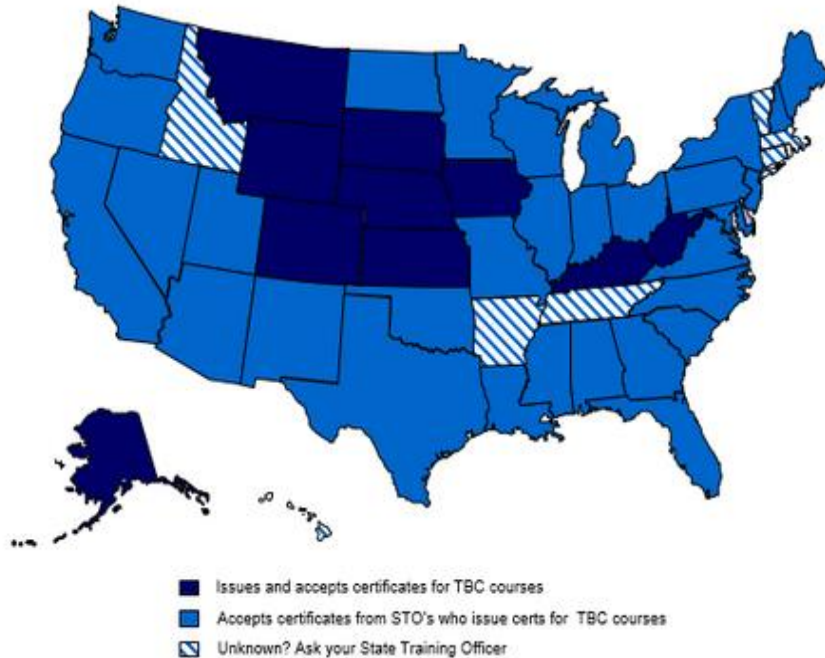 Issues and accepts certificates for TBC courses
Accepts certificates from STO's who issue certs for TBC courses
Unknown? Ask your State Training Officer